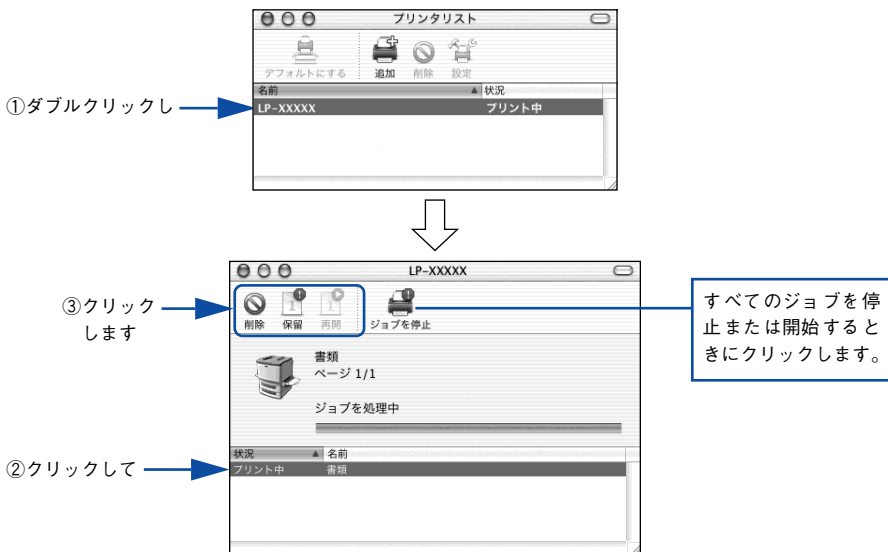 プリンタリスト
デフォルトにする 追加 削除 設定
名前 状況
①ダブルクリックし
LP-XXXXX プリント中
LP-XXXXX
③クリック
します
1 1
削除 保留 再開 ジョブを停止
すべてのジョブを停
止または開始すると
きにクリックします。
書類
ページ 1/1
ジョブを処理中
状況 名前
②クリックして
プリント中 書類